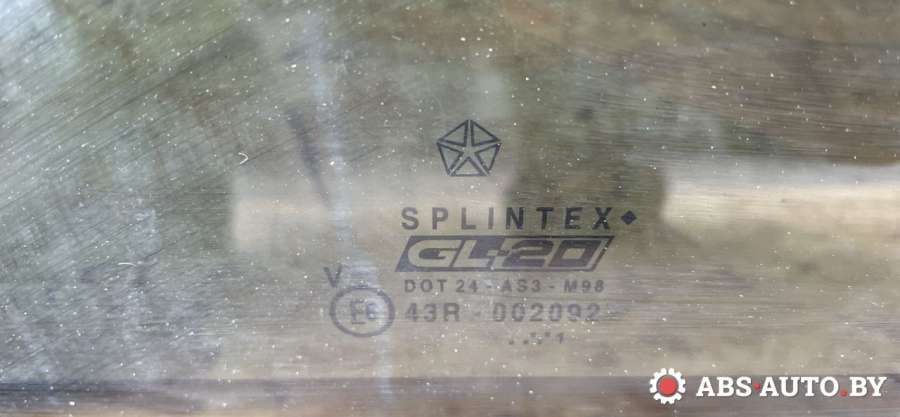 SPLINTEX
GL-20
DOT 24 - AS3 - M98
V
E6 43R - 002092
ABS-AUTO.BY